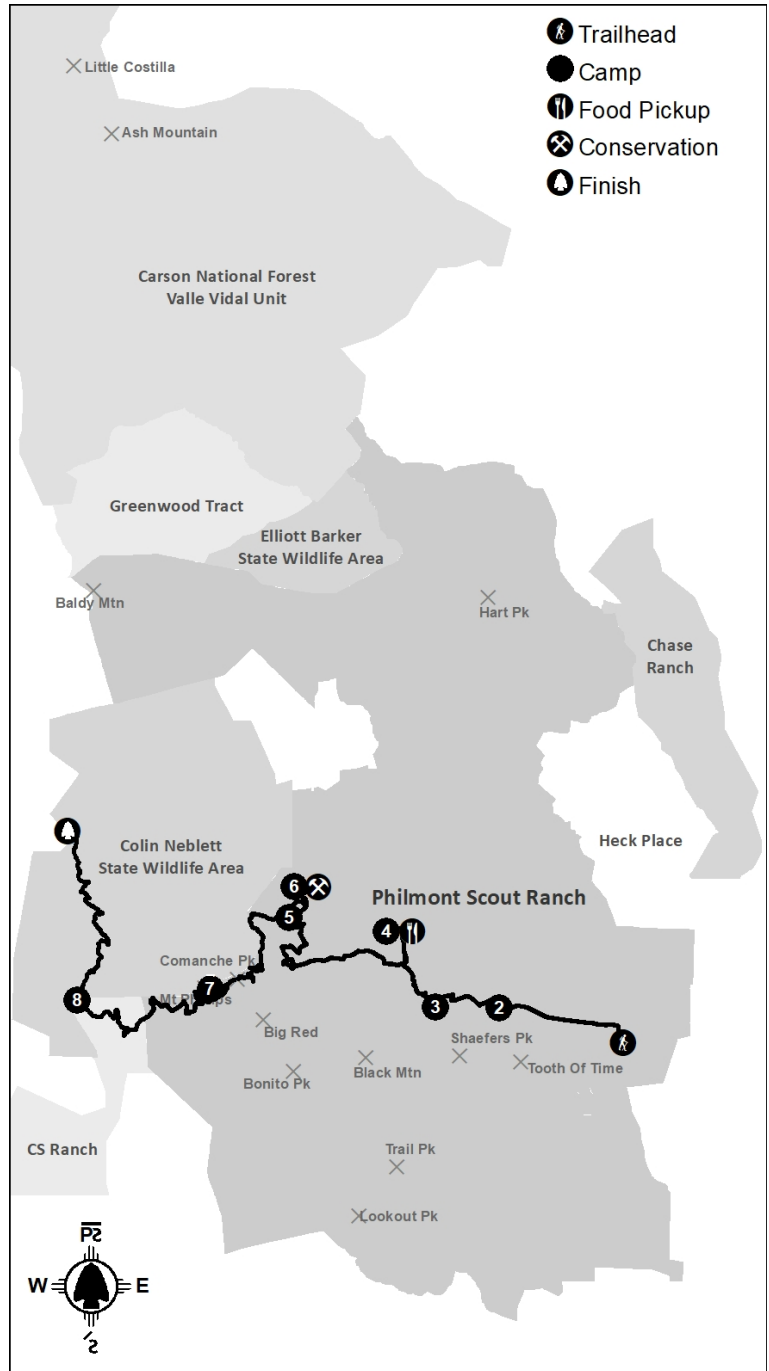 Trailhead
Camp
Food Pickup
Conservation
Finish
Little Costilla
Ash Mountain
Carson National Forest
Valle Vidal Unit
Greenwood Tract
Elliott Barker
State Wildlife Area
Baldy Mtn
Hart Pk
Chase
Ranch
Heck Place
Colin Neblett
State Wildlife Area
Philmont Scout Ranch
6
5
4
Comanche Pk
7
Mt
8
3
2
Big Red
Shaefers Pk
Black Mtn
Tooth Of Time
Bonito Pk
CS Ranch
Trail Pk
Lookout Pk
W
E